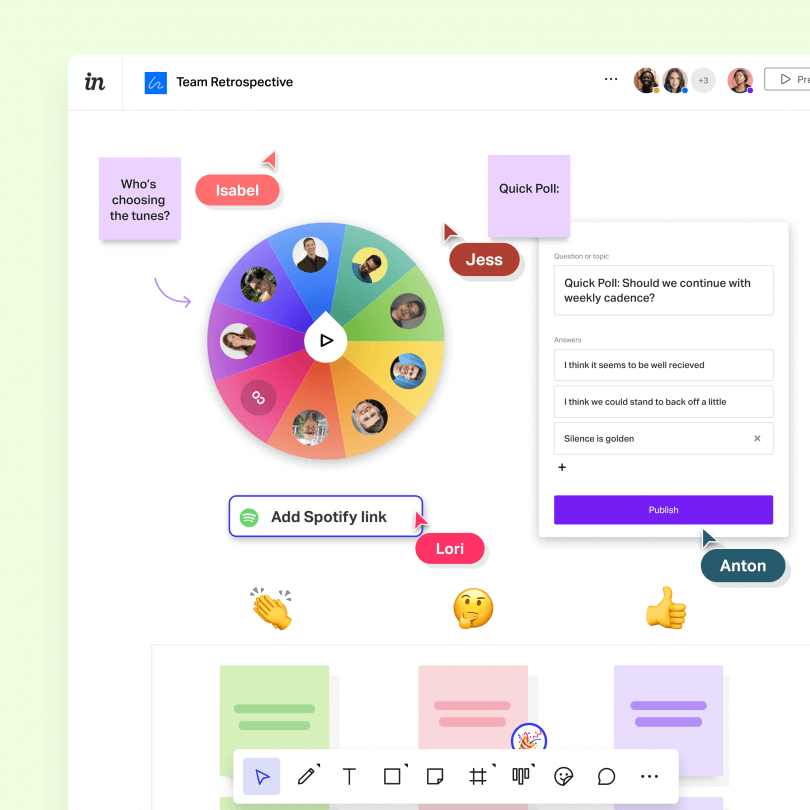 in
Team Retrospective
+3
Pre
Who's
choosing
the tunes?
Isabel
Quick Poll:
Jess
Question or topic
Quick Poll: Should we continue with
weekly cadence?
Answers
I think it seems to be well recieved
I think we could stand to back off a little
Silence is golden
Publish
Add Spotify link
Lori
Anton